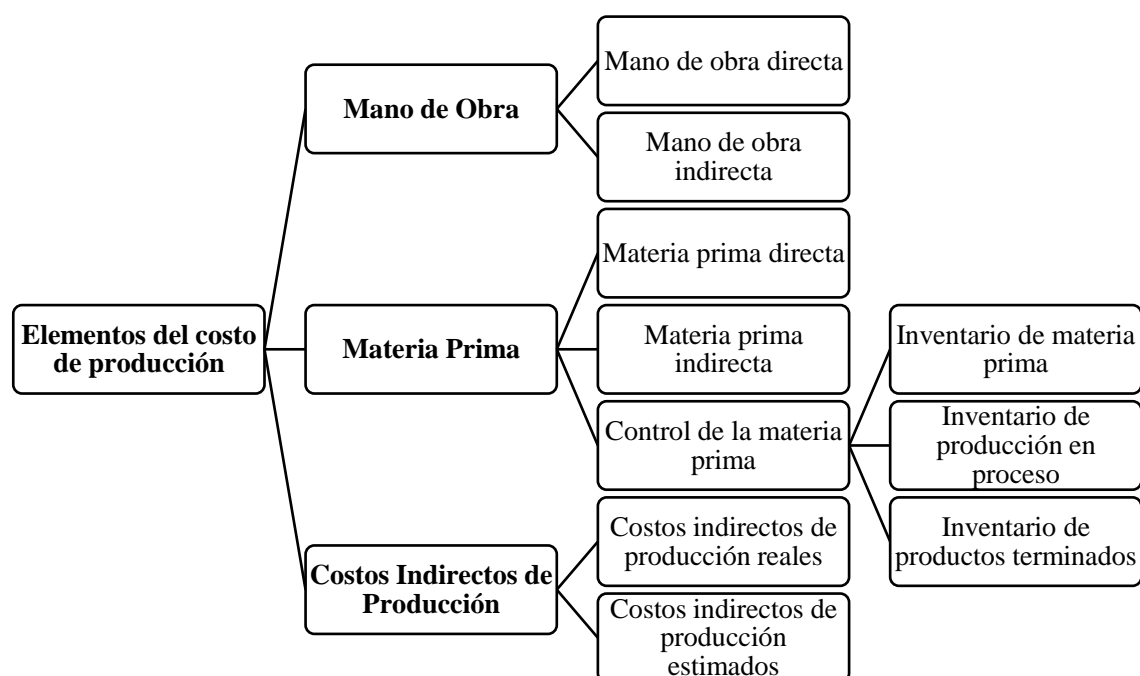 Elementos del costo
de producción
Mano de Obra
Mano de obra directa
Mano de obra
indirecta
Materia Prima
Materia prima directa
Materia prima
indirecta
Control de la materia
prima
Inventario de materia
prima
Inventario de
producción en
proceso
Inventario de
productos terminados
Costos Indirectos de
Producción
Costos indirectos de
producción reales
Costos indirectos de
producción
estimados